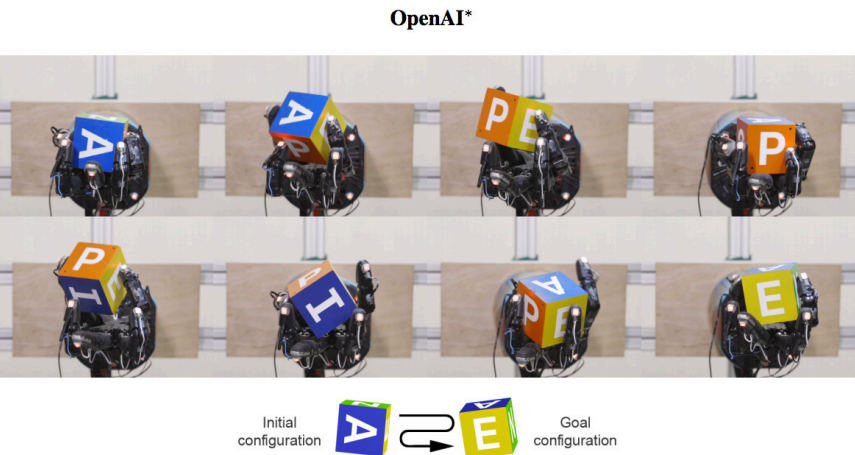 OpenAI*
A
A P
P E
P
P E I
P I
A P E
E A
Initial
configuration
N A
A E N
Goal
configuration